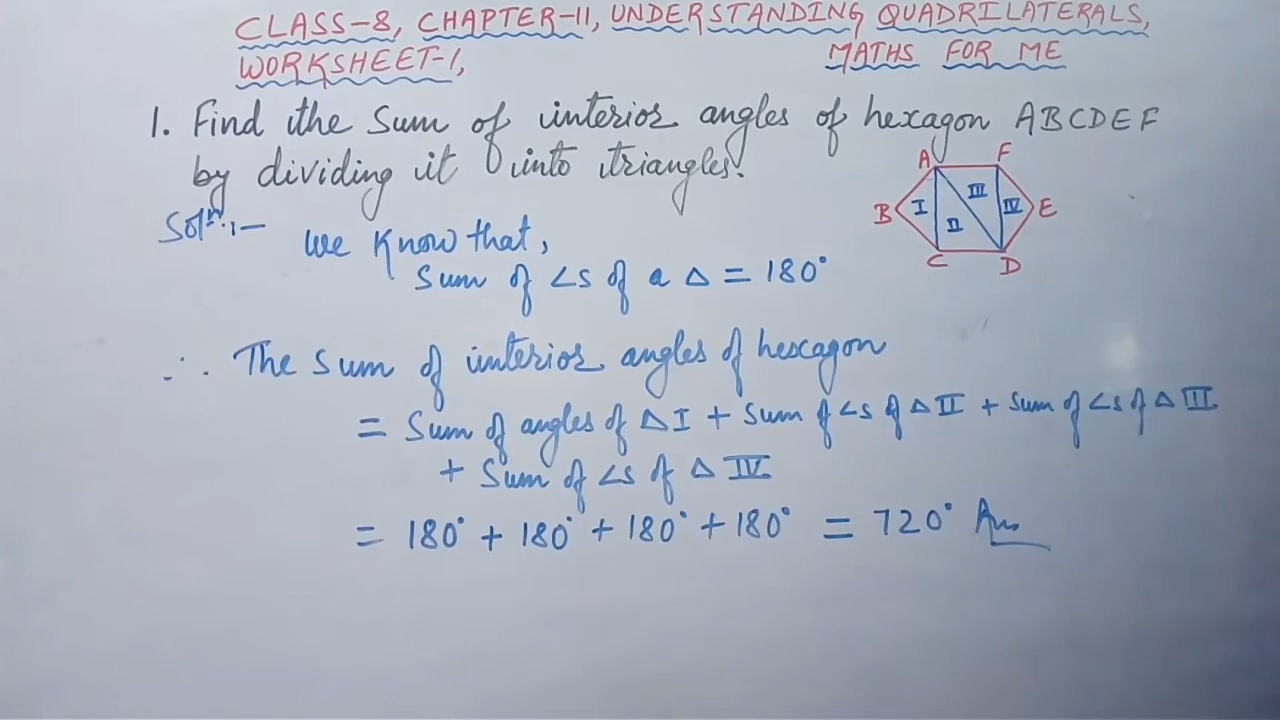 CLASS-8, CHAPTER-11, UNDERSTANDING QUADRILATERALS,
WORKSHEET-1, MATHS FOR ME
1. Find the Sum of interior angles of hexagon ABCDEF
by dividing it into triangles.
A F
B I II III IV E
C D
Solⁿ:-
We know that,
Sum of ∠s of a Δ = 180°
∴ The sum of interior angles of hexagon
= Sum of angles of Δ I + Sum of ∠s of Δ II + Sum of ∠s of Δ III
+ Sum of ∠s of Δ IV
= 180° + 180° + 180° + 180° = 720° Ans